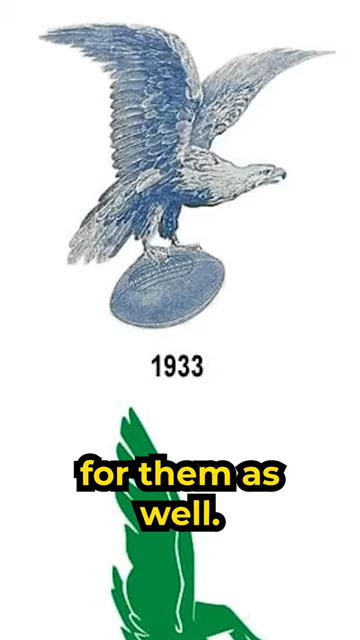 1933
for them as
well.